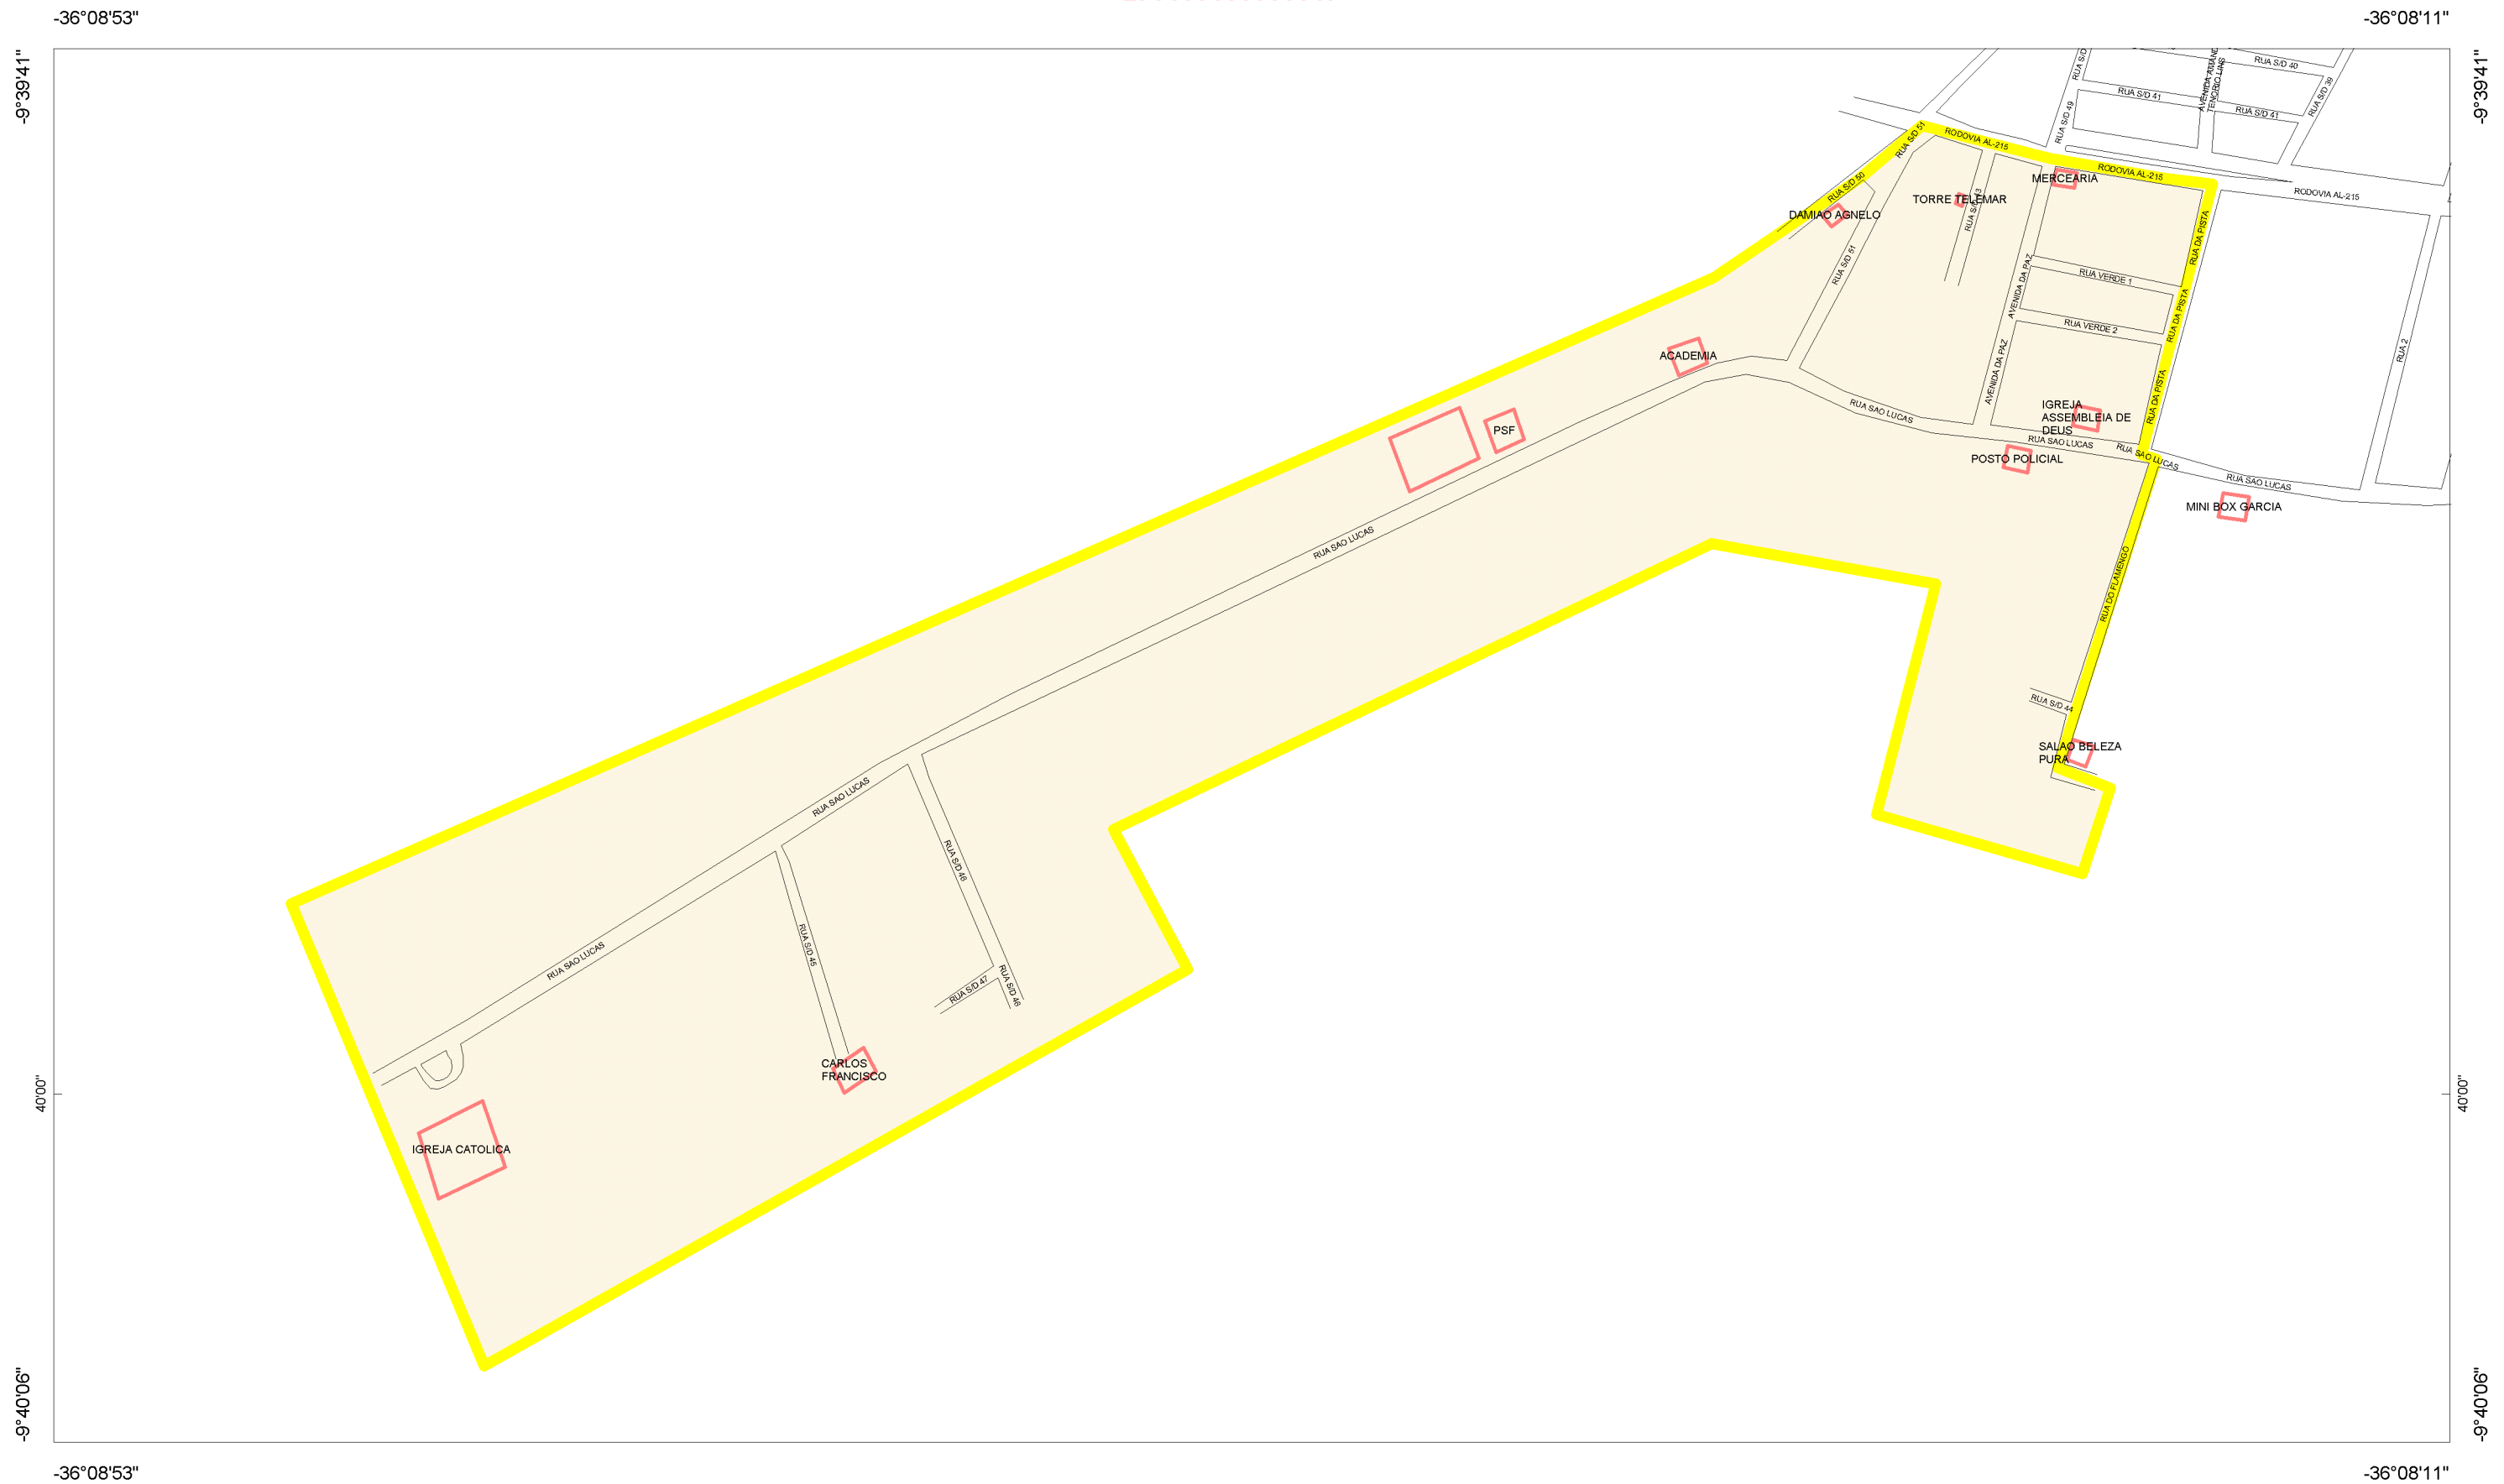 -36°08'53"
-36°08'11"
-9°39'41"
-9°39'41"
RUA S/D
RUA S/D 40
AVENIDA AMAND
TENORIO LINS
RUA S/D 39
RUA S/D 41
RUA S/D 41
RUA S/D 49
RUA S/D 51
RODOVIA AL-215
RODOVIA AL-215
RODOVIA AL-215
MERCEARIA
RUA S/D 50
TORRE TELEMAR
DAMIAO AGNELO
RUA S/D 51
RUA DA PISTA
AVENIDA DA PAZ
RUA VERDE 1
RUA DA PISTA
RUA VERDE 2
RUA 2
ACADEMIA
AVENIDA DA PAZ
RUA DA PISTA
RUA SAO LUCAS
IGREJA
ASSEMBLEIA DE
DEUS
PSF
RUA SAO LUCAS
RUA SAO LUCAS
POSTO POLICIAL
RUA SAO LUCAS
MINI BOX GARCIA
RUA SAO LUCAS
RUA DO FLAMENGO
RUA S/D 44
SALAO BELEZA
PURA
RUA SAO LUCAS
RUA S/D 46
RUA S/D 45
RUA SAO LUCAS
RUA S/D 47
RUA S/D 46
CARLOS
FRANCISCO
40'00"
40'00"
IGREJA CATOLICA
-9°40'06"
-9°40'06"
-36°08'53"
-36°08'11"